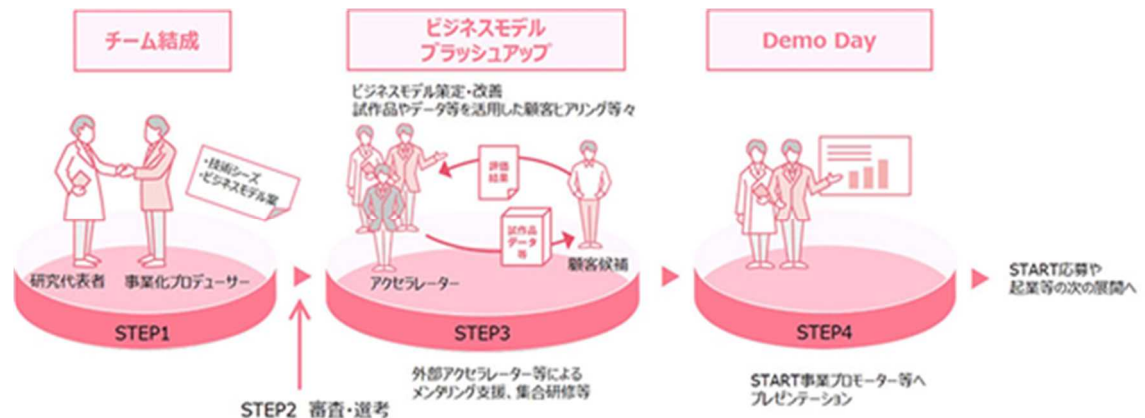 チーム結成
ビジネスモデル
ブラッシュアップ
Demo Day
ビジネスモデル策定・改善
試作品やデータ等を活用した顧客ヒアリング等々
・技術シーズ
・ビジネスモデル案
評価
結果
試作品
データ
等
研究代表者
事業化プロデューサー
アクセラレーター
顧客候補
START応募や
起業等の次の展開へ
STEP1
STEP3
STEP4
外部アクセラレーター等による
メンタリング支援、集合研修等
START事業プロモーター等へ
プレゼンテーション
STEP2 審査・選考